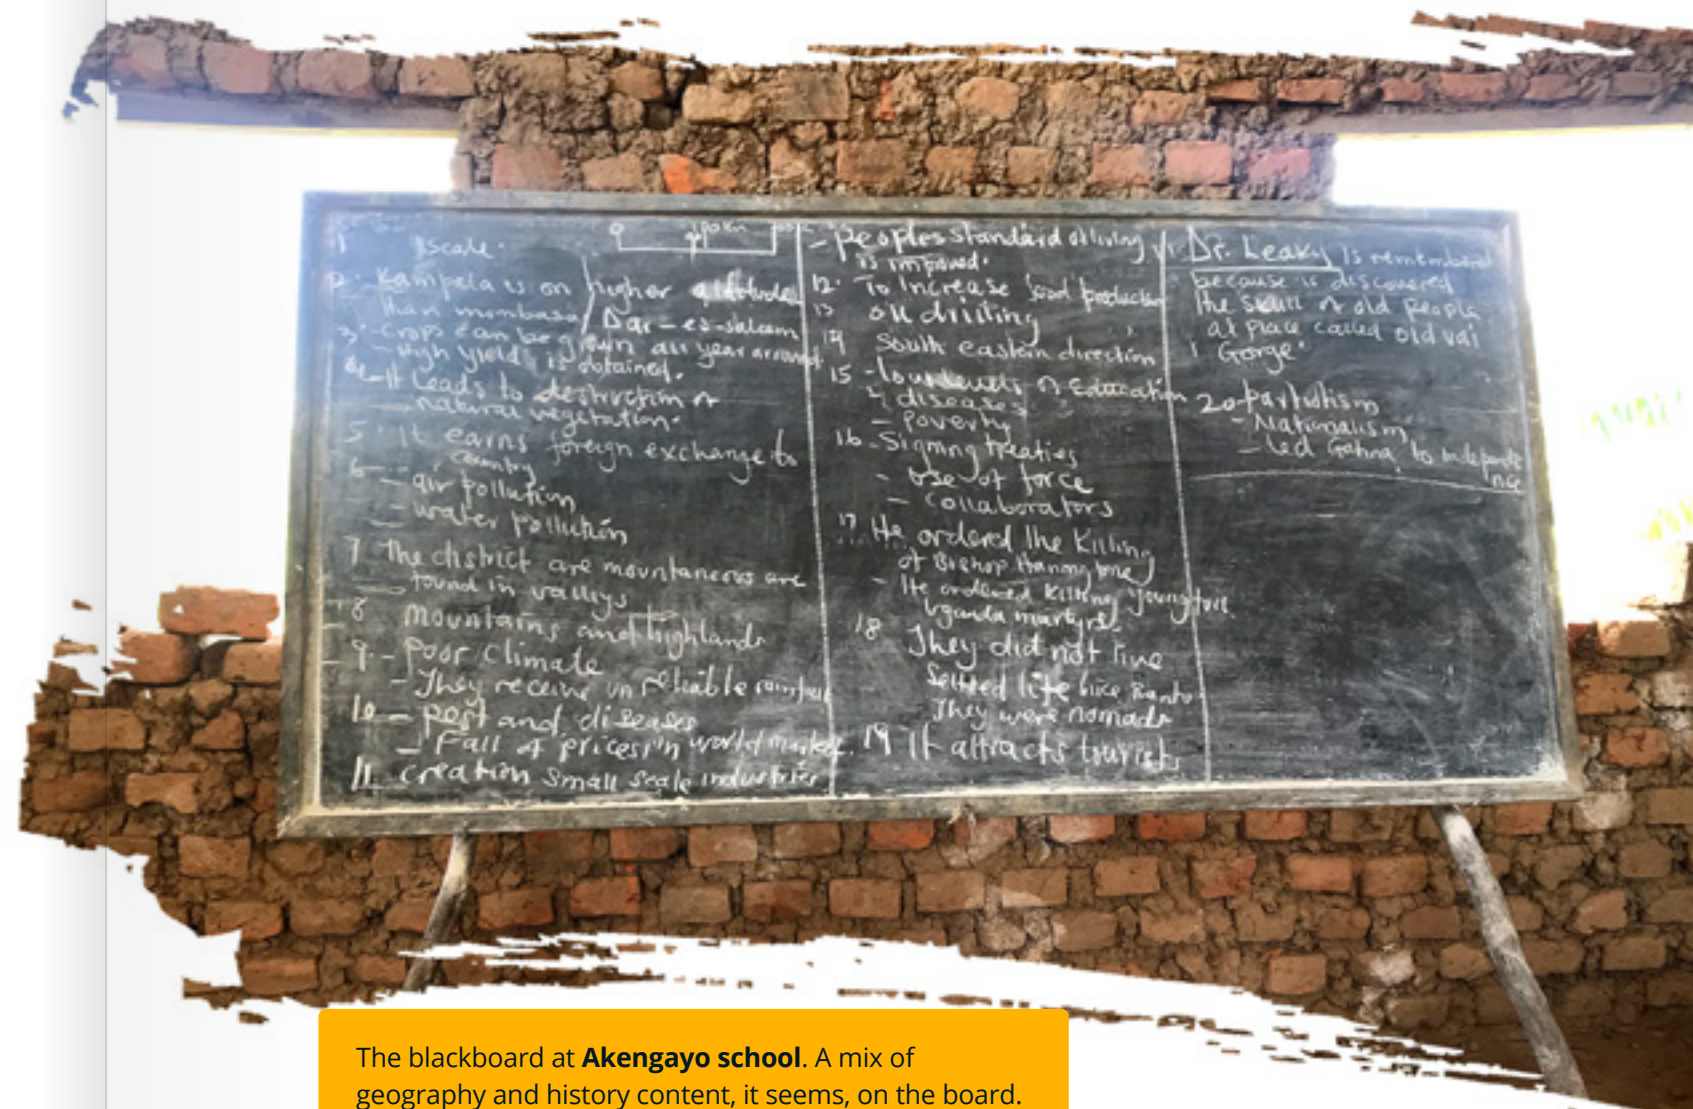 1 scale.
2. Kampala is on higher altitude
than mombasa / Dar-es-salaam
3. - Crops can be grown all year around
- High yield is obtained.
4 - It Leads to destruction of
natural vegetation.
5. It earns foreign exchange to
country
6 - air pollution
- water pollution
7 The district are mountaneous are
found in valleys
8 Mountains and highlands
9. - Poor climate
- They receive unreliable rainfall
10 - Pest and diseases
- Fall of prices in world market.
11 creation small scale industries
- Peoples standard of living
is improved.
12. To Increase food production
13 oil drilling
14 South eastern direction
15 - low levels of Education
- diseases
- Poverty
16 - Signing treaties
- Use of force
- Collaborators
17 He ordered the Killing
of Bishop Hannington
- He ordered killing young
Uganda martyrs.
18 They did not live
Settled life like Bantu
They were nomads
19 It attracts tourists
Dr. Leaky is remembered
because is discovered
the skull of old people
at place called old vai
Gorge.
20 -
- Nationalism
- led to independe
nce
The blackboard at Akengayo school. A mix of
geography and history content, it seems, on the board.